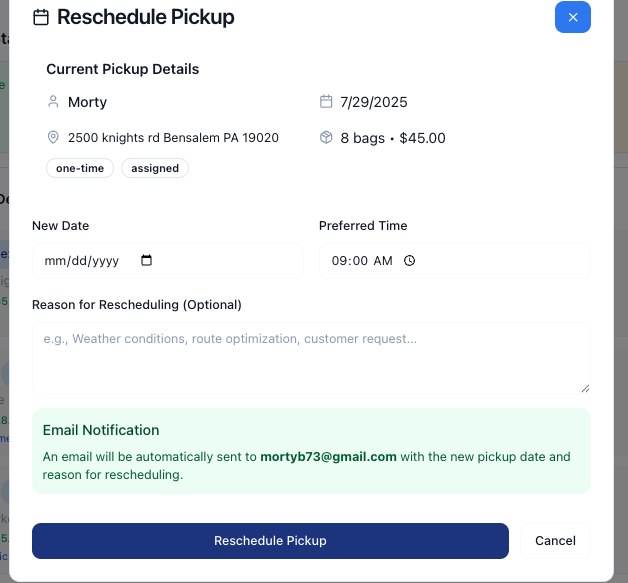 Reschedule Pickup
Current Pickup Details
Morty
7/29/2025
2500 knights rd Bensalem PA 19020
8 bags • $45.00
one-time
assigned
New Date
Preferred Time
mm/dd/yyyy
09:00 AM
Reason for Rescheduling (Optional)
e.g., Weather conditions, route optimization, customer request...
Email Notification
An email will be automatically sent to mortyb73@gmail.com with the new pickup date and
reason for rescheduling.
Reschedule Pickup
Cancel